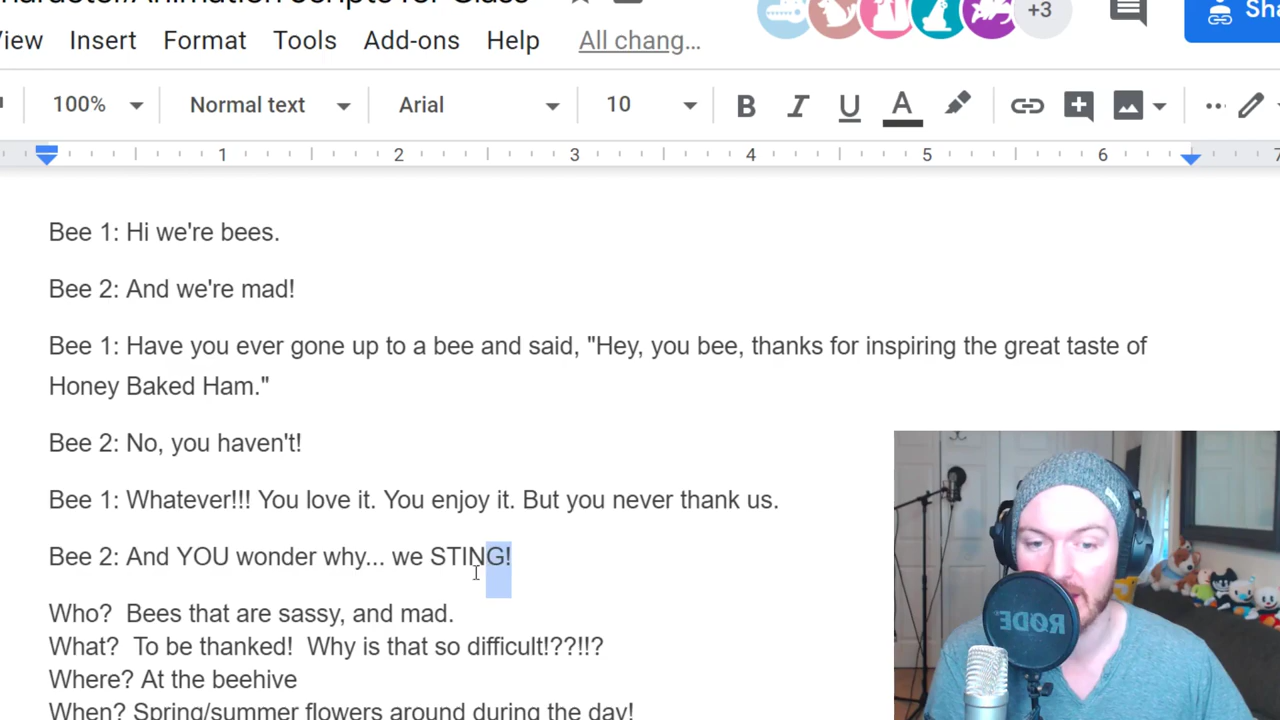 View Insert Format Tools Add-ons Help All chang... +3 Sha
100% Normal text Arial 10 B I U A
1 2 3 4 5 6 7
Bee 1: Hi we're bees.
Bee 2: And we're mad!
Bee 1: Have you ever gone up to a bee and said, "Hey, you bee, thanks for inspiring the great taste of
Honey Baked Ham."
Bee 2: No, you haven't!
Bee 1: Whatever!!! You love it. You enjoy it. But you never thank us.
Bee 2: And YOU wonder why... we STING!
Who?  Bees that are sassy, and mad.
What?  To be thanked!  Why is that so difficult!??!!?
Where? At the beehive
When? Spring/summer flowers around during the day!
RØDE